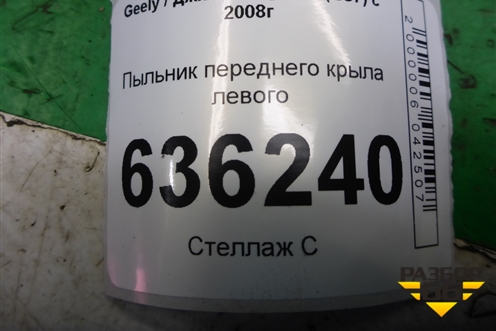 Geely /
2008г
Пыльник переднего крыла
левого
636240
Стеллаж С
2000006042507
РАЗБОР